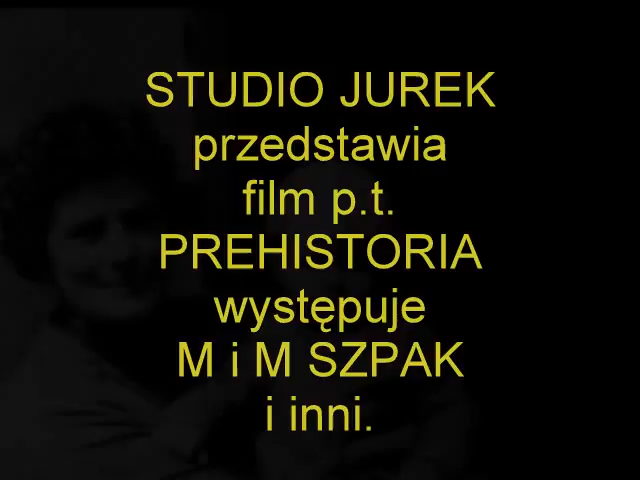 STUDIO JUREK
przedstawia
film p.t.
PREHISTORIA
występuje
M i M SZPAK
i inni.